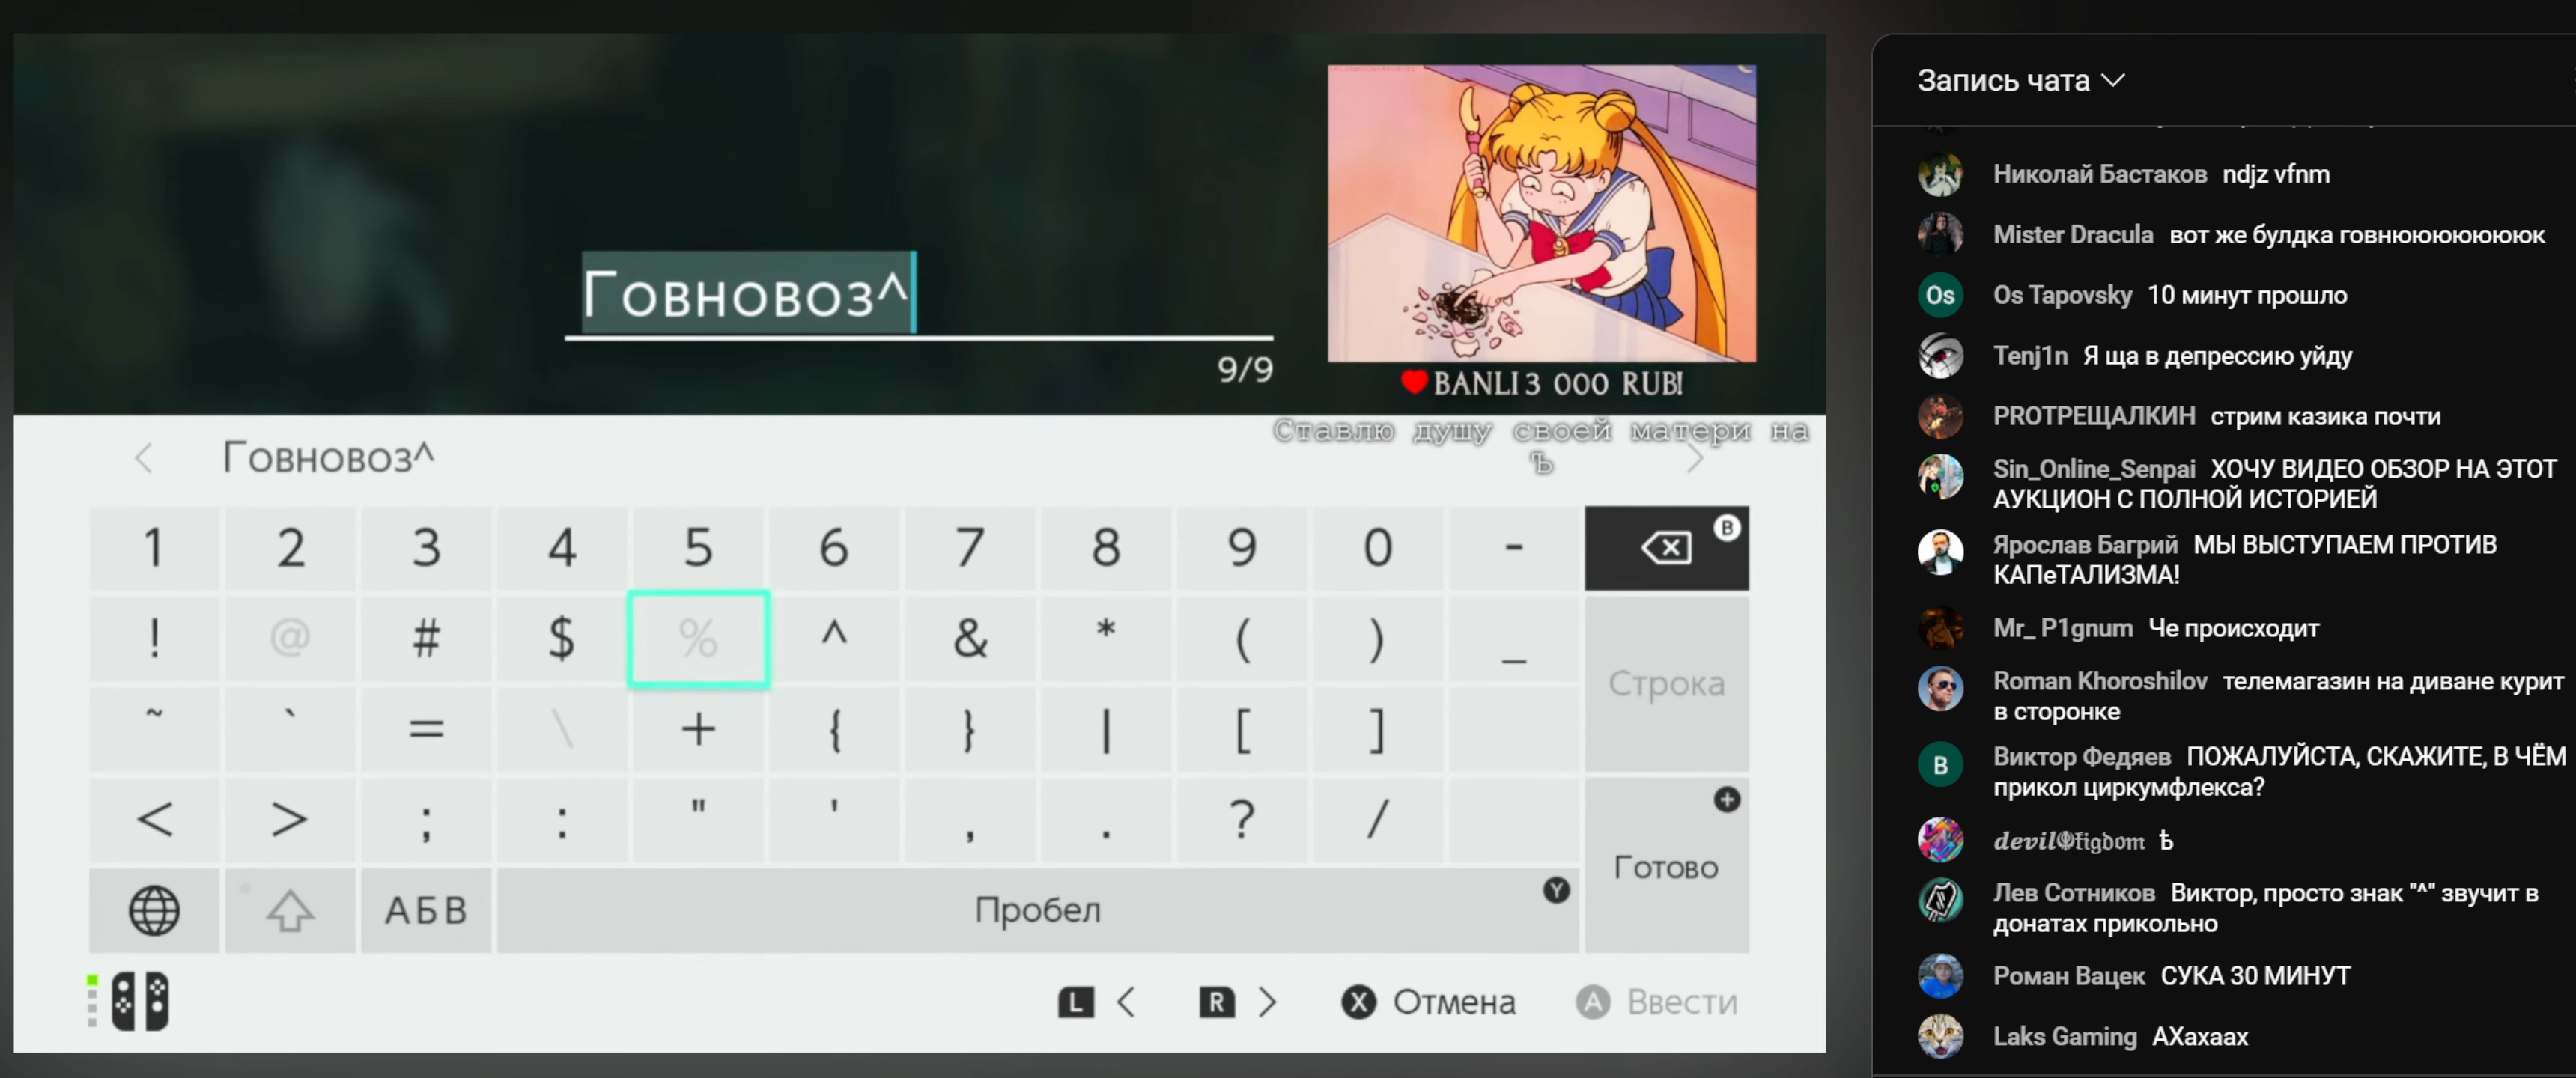 Говновоз^
9/9
BANLI 3 000 RUB!
Ставлю душу своей матери на
Ъ
Говновоз^
1 2 3 4 5 6 7 8 9 0 -
B
! @ # $ % ^ & * ( ) _
Строка
~ ` = \ + { } | [ ]
< > ; : " ' , . ? /
Готово
АБВ
Пробел
Y
L < R > X Отмена A Ввести
Запись чата
Николай Бастаков ndjz vfnm
Mister Dracula вот же булдка говнюююююююк
Os Os Tapovsky 10 минут прошло
Tenj1n Я ща в депрессию уйду
PROТРЕЩАЛКИН стрим казика почти
Sin_Online_Senpai ХОЧУ ВИДЕО ОБЗОР НА ЭТОТ
АУКЦИОН С ПОЛНОЙ ИСТОРИЕЙ
Ярослав Багрий МЫ ВЫСТУПАЕМ ПРОТИВ
КАПеТАЛИЗМА!
Mr_ P1gnum Че происходит
Roman Khoroshilov телемагазин на диване курит
в сторонке
В Виктор Федяев ПОЖАЛУЙСТА, СКАЖИТЕ, В ЧЁМ
прикол циркумфлекса?
𝒅𝒆𝒗𝒊𝒍☬𝔨𝔦𝔤𝔡𝔬𝔪 ѣ
Лев Сотников Виктор, просто знак "^" звучит в
донатах прикольно
Роман Вацек СУКА 30 МИНУТ
Laks Gaming АХахаах